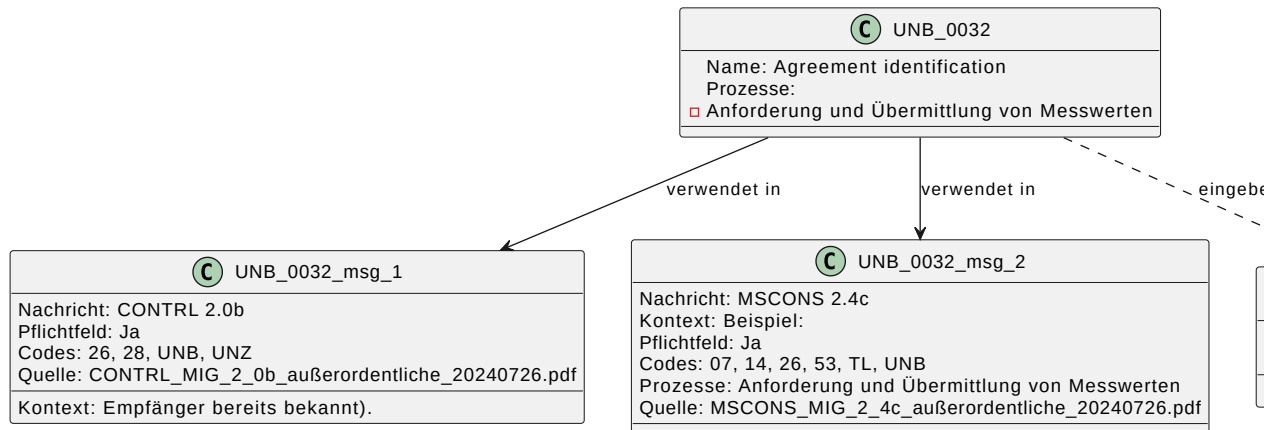 C UNB_0032
Name: Agreement identification
Prozesse:
Anforderung und Übermittlung von Messwerten
verwendet in
verwendet in
eingebe
C UNB_0032_msg_1
Nachricht: CONTRL 2.0b
Pflichtfeld: Ja
Codes: 26, 28, UNB, UNZ
Quelle: CONTRL_MIG_2_0b_außerordentliche_20240726.pdf
Kontext: Empfänger bereits bekannt).
C UNB_0032_msg_2
Nachricht: MSCONS 2.4c
Kontext: Beispiel:
Pflichtfeld: Ja
Codes: 07, 14, 26, 53, TL, UNB
Prozesse: Anforderung und Übermittlung von Messwerten
Quelle: MSCONS_MIG_2_4c_außerordentliche_20240726.pdf